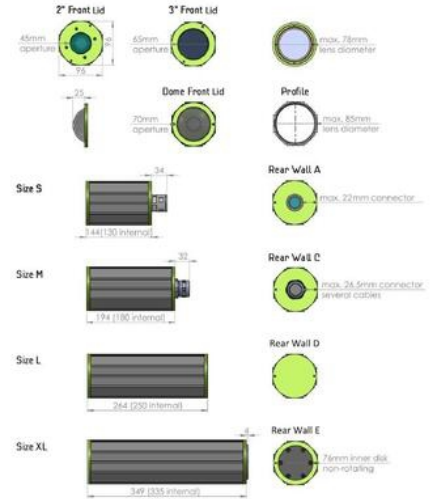 2" Front Lid
3" Front Lid
45mm
aperture
96
96
65mm
aperture
max. 78mm
lens diameter
25
Dome Front Lid
Profile
70mm
aperture
max. 85mm
lens diameter
Size S
34
144(130 internal)
Rear Wall A
max. 22mm connector
Size M
32
194 (180 internal)
Rear Wall C
max. 26.5mm connector
several cables
Size L
264 (250 internal)
Rear Wall D
Size XL
4
349 (335 internal)
Rear Wall E
76mm inner disk
non-rotating